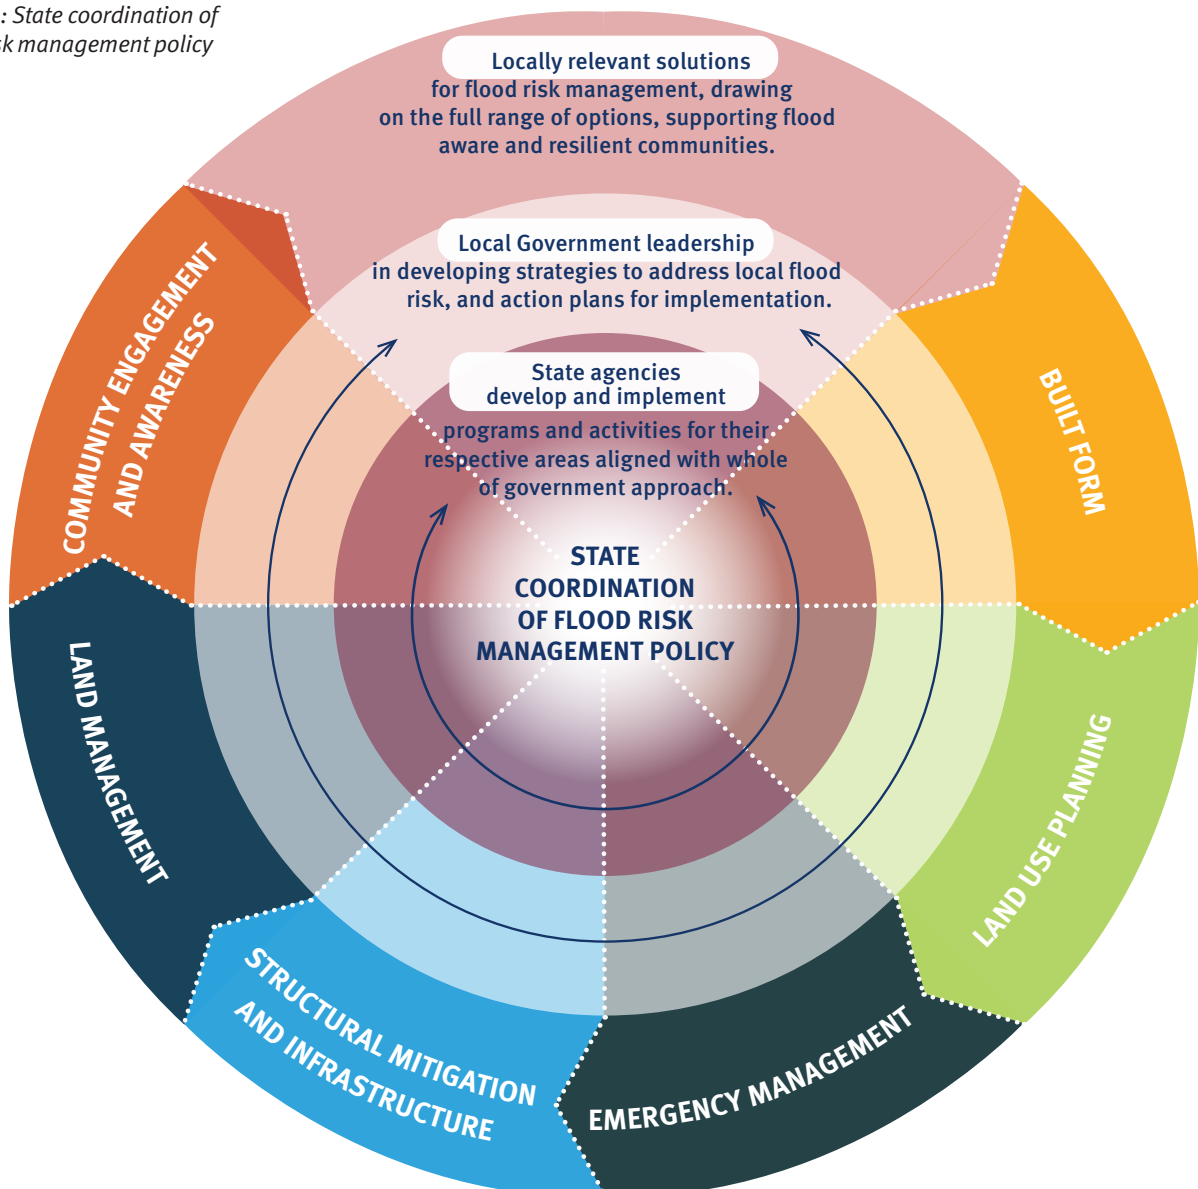 : State coordination of
sk management policy
Locally relevant solutions
for flood risk management, drawing
on the full range of options, supporting flood
aware and resilient communities.
Local Government leadership
in developing strategies to address local flood
risk, and action plans for implementation.
State agencies
develop and implement
programs and activities for their
respective areas aligned with whole
of government approach.
STATE
COORDINATION
OF FLOOD RISK
MANAGEMENT POLICY
BUILT FORM
LAND USE PLANNING
EMERGENCY MANAGEMENT
STRUCTURAL MITIGATION
AND INFRASTRUCTURE
LAND MANAGEMENT
COMMUNITY ENGAGEMENT
AND AWARENESS